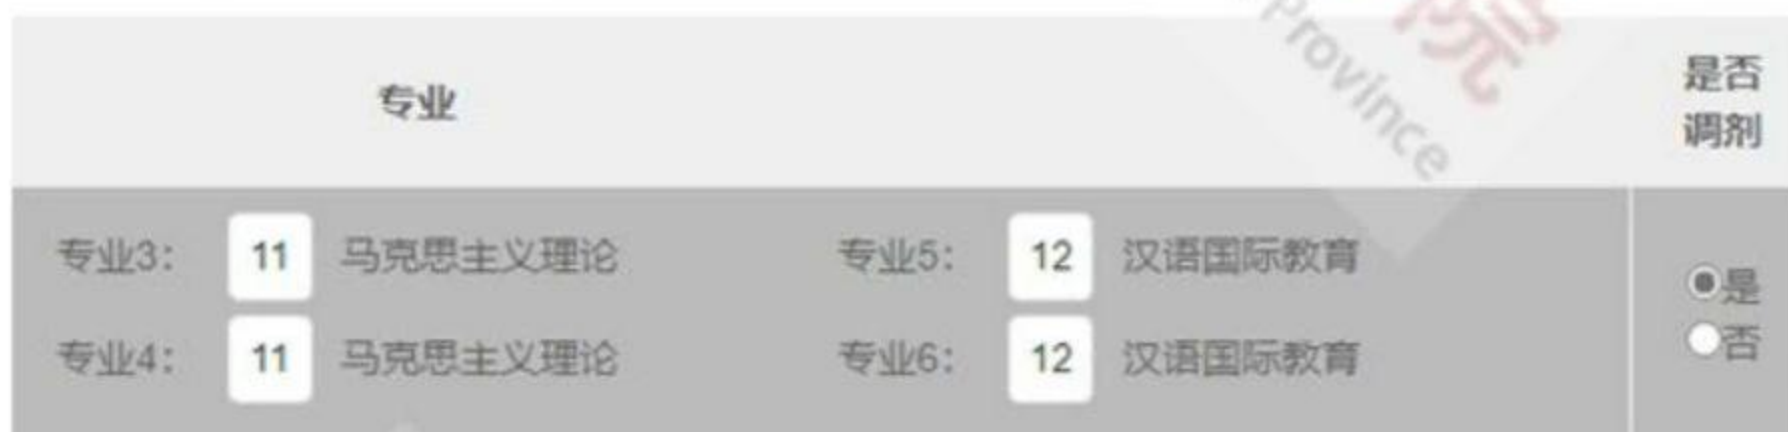 院
Province
专业
是否
调剂
专业3： 11 马克思主义理论 专业5： 12 汉语国际教育
专业4： 11 马克思主义理论 专业6： 12 汉语国际教育
是
否